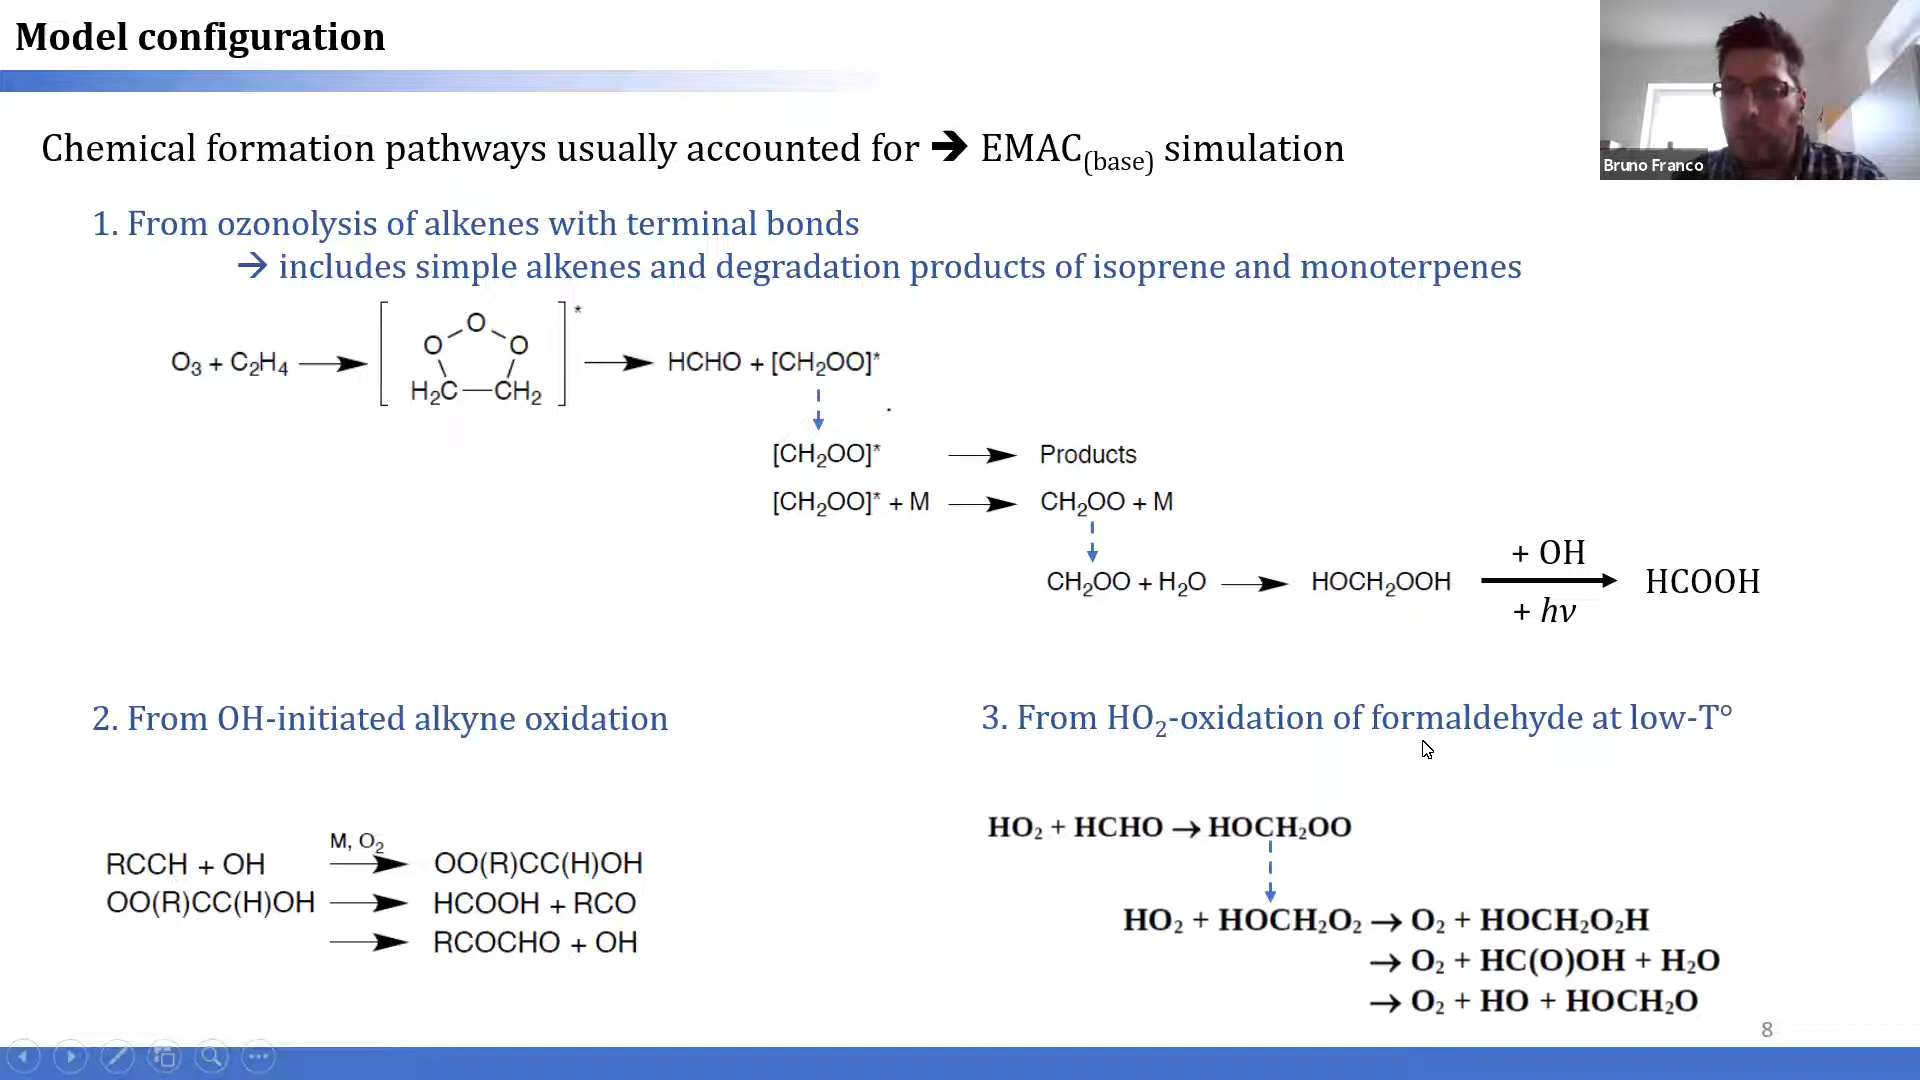 Model configuration
Bruno Franco
Chemical formation pathways usually accounted for ➔ EMAC(base) simulation
1. From ozonolysis of alkenes with terminal bonds
→ includes simple alkenes and degradation products of isoprene and monoterpenes
O3 + C2H4 → [ O O O H2C—CH2 ]* → HCHO + [CH2OO]*
[CH2OO]* → Products
[CH2OO]* + M → CH2OO + M
CH2OO + H2O → HOCH2OOH + OH + hν HCOOH
2. From OH-initiated alkyne oxidation
RCCH + OH M, O2 → OO(R)CC(H)OH
OO(R)CC(H)OH → HCOOH + RCO
→ RCOCHO + OH
3. From HO2-oxidation of formaldehyde at low-T°
HO2 + HCHO → HOCH2OO
HO2 + HOCH2O2 → O2 + HOCH2O2H
→ O2 + HC(O)OH + H2O
→ O2 + HO + HOCH2O
8